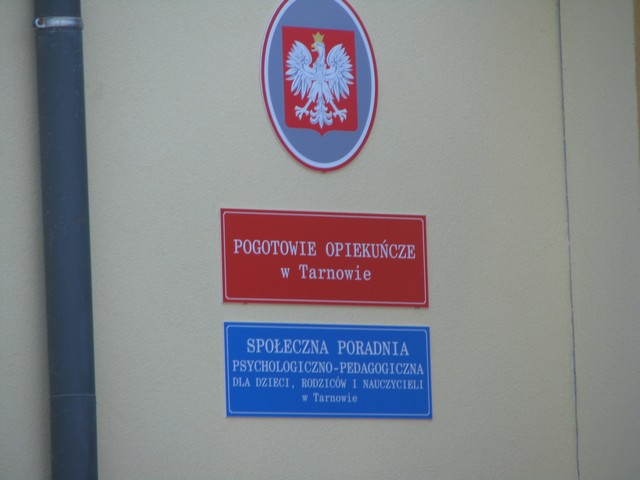 POGOTOWIE OPIEKUŃCZE
w Tarnowie
SPOŁECZNA PORADNIA
PSYCHOLOGICZNO-PEDAGOGICZNA
DLA DZIECI, RODZICÓW I NAUCZYCIELI
w Tarnowie